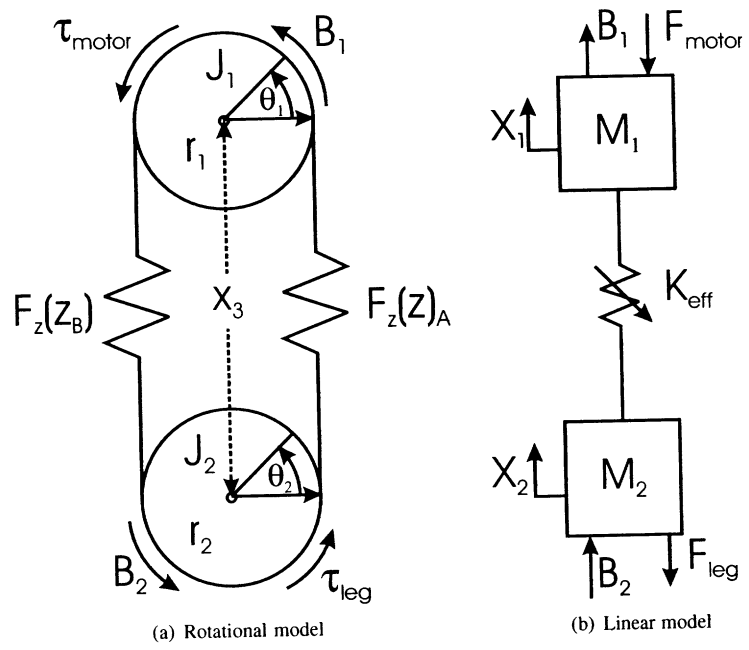 τmotor
B1
Fmotor
B1
J1
θ1
X1
M1
r1
Fz(zB)
X3
Fz(z)A
Keff
J2
θ2
X2
M2
r2
B2
τleg
B2
Fleg
(a) Rotational model
(b) Linear model